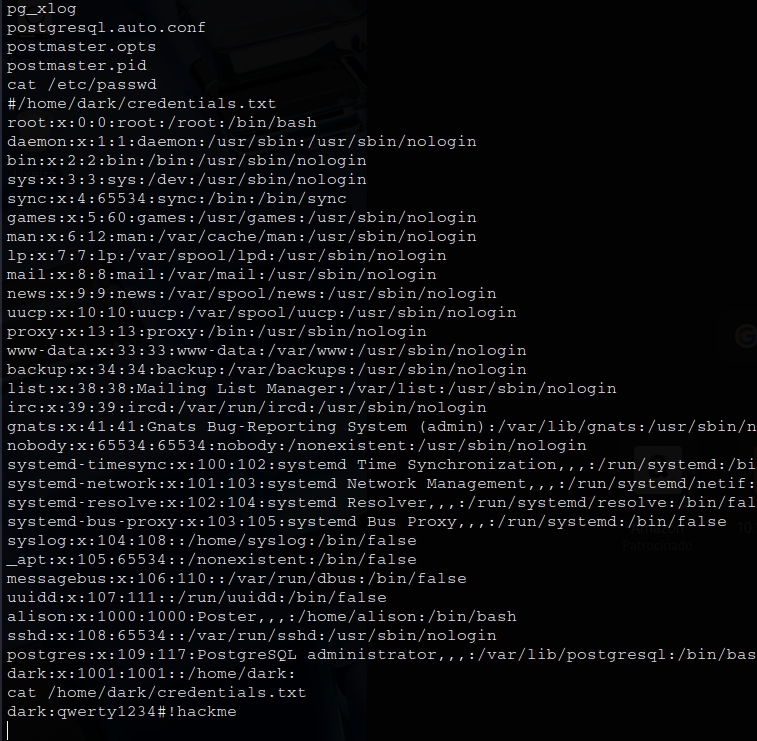 pg_xlog
postgresql.auto.conf
postmaster.opts
postmaster.pid
cat /etc/passwd
#/home/dark/credentials.txt
root:x:0:0:root:/root:/bin/bash
daemon:x:1:1:daemon:/usr/sbin:/usr/sbin/nologin
bin:x:2:2:bin:/bin:/usr/sbin/nologin
sys:x:3:3:sys:/dev:/usr/sbin/nologin
sync:x:4:65534:sync:/bin:/bin/sync
games:x:5:60:games:/usr/games:/usr/sbin/nologin
man:x:6:12:man:/var/cache/man:/usr/sbin/nologin
lp:x:7:7:lp:/var/spool/lpd:/usr/sbin/nologin
mail:x:8:8:mail:/var/mail:/usr/sbin/nologin
news:x:9:9:news:/var/spool/news:/usr/sbin/nologin
uucp:x:10:10:uucp:/var/spool/uucp:/usr/sbin/nologin
proxy:x:13:13:proxy:/bin:/usr/sbin/nologin
www-data:x:33:33:www-data:/var/www:/usr/sbin/nologin
backup:x:34:34:backup:/var/backups:/usr/sbin/nologin
list:x:38:38:Mailing List Manager:/var/list:/usr/sbin/nologin
irc:x:39:39:ircd:/var/run/ircd:/usr/sbin/nologin
gnats:x:41:41:Gnats Bug-Reporting System (admin):/var/lib/gnats:/usr/sbin/n
nobody:x:65534:65534:nobody:/nonexistent:/usr/sbin/nologin
systemd-timesync:x:100:102:systemd Time Synchronization,,,:/run/systemd:/bi
systemd-network:x:101:103:systemd Network Management,,,:/run/systemd/netif:
systemd-resolve:x:102:104:systemd Resolver,,,:/run/systemd/resolve:/bin/fal
systemd-bus-proxy:x:103:105:systemd Bus Proxy,,,:/run/systemd:/bin/false
syslog:x:104:108::/home/syslog:/bin/false
_apt:x:105:65534::/nonexistent:/bin/false
messagebus:x:106:110::/var/run/dbus:/bin/false
uuidd:x:107:111::/run/uuidd:/bin/false
alison:x:1000:1000:Poster,,,:/home/alison:/bin/bash
sshd:x:108:65534::/var/run/sshd:/usr/sbin/nologin
postgres:x:109:117:PostgreSQL administrator,,,:/var/lib/postgresql:/bin/bas
dark:x:1001:1001::/home/dark:
cat /home/dark/credentials.txt
dark:qwerty1234#!hackme